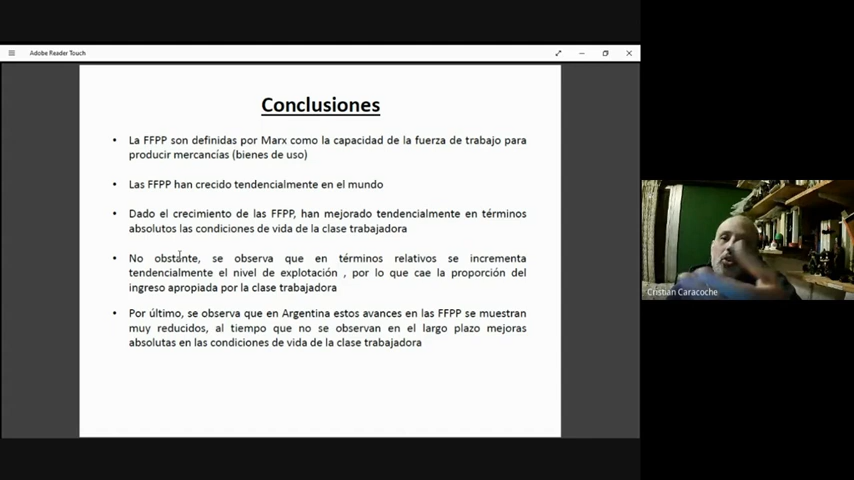 Adobe Reader Touch
Conclusiones
• La FFPP son definidas por Marx como la capacidad de la fuerza de trabajo para
producir mercancías (bienes de uso)
• Las FFPP han crecido tendencialmente en el mundo
• Dado el crecimiento de las FFPP, han mejorado tendencialmente en términos
absolutos las condiciones de vida de la clase trabajadora
• No obstante, se observa que en términos relativos se incrementa
tendencialmente el nivel de explotación , por lo que cae la proporción del
ingreso apropiada por la clase trabajadora
• Por último, se observa que en Argentina estos avances en las FFPP se muestran
muy reducidos, al tiempo que no se observan en el largo plazo mejoras
absolutas en las condiciones de vida de la clase trabajadora
Cristian Caracoche